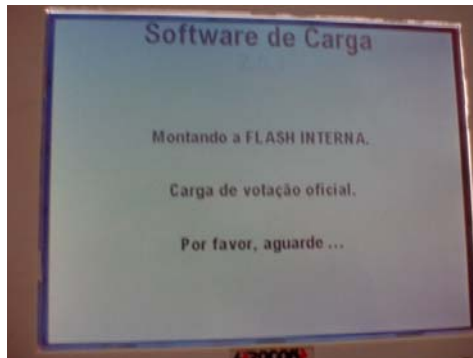 Software de Carga
Montando a FLASH INTERNA.
Carga de votação oficial.
Por favor, aguarde ...